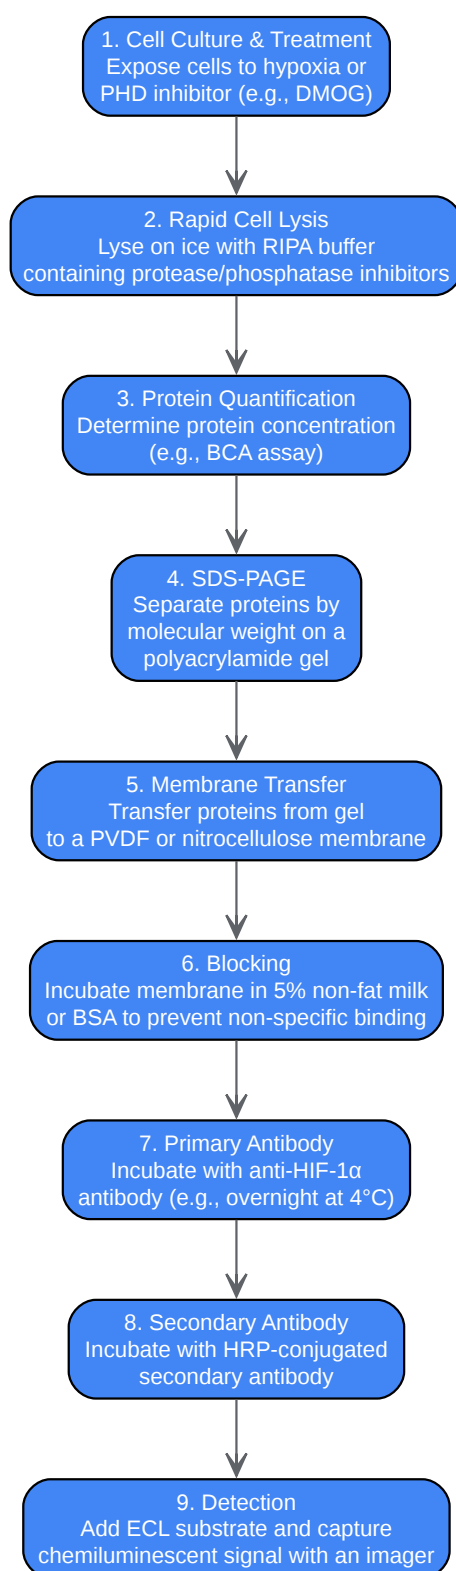 1. Cell Culture & Treatment
Expose cells to hypoxia or
PHD inhibitor (e.g., DMOG)
2. Rapid Cell Lysis
Lyse on ice with RIPA buffer
containing protease/phosphatase inhibitors
3. Protein Quantification
Determine protein concentration
(e.g., BCA assay)
4. SDS-PAGE
Separate proteins by
molecular weight on a
polyacrylamide gel
5. Membrane Transfer
Transfer proteins from gel
to a PVDF or nitrocellulose membrane
6. Blocking
Incubate membrane in 5% non-fat milk
or BSA to prevent non-specific binding
7. Primary Antibody
Incubate with anti-HIF-1α
antibody (e.g., overnight at 4°C)
8. Secondary Antibody
Incubate with HRP-conjugated
secondary antibody
9. Detection
Add ECL substrate and capture
chemiluminescent signal with an imager